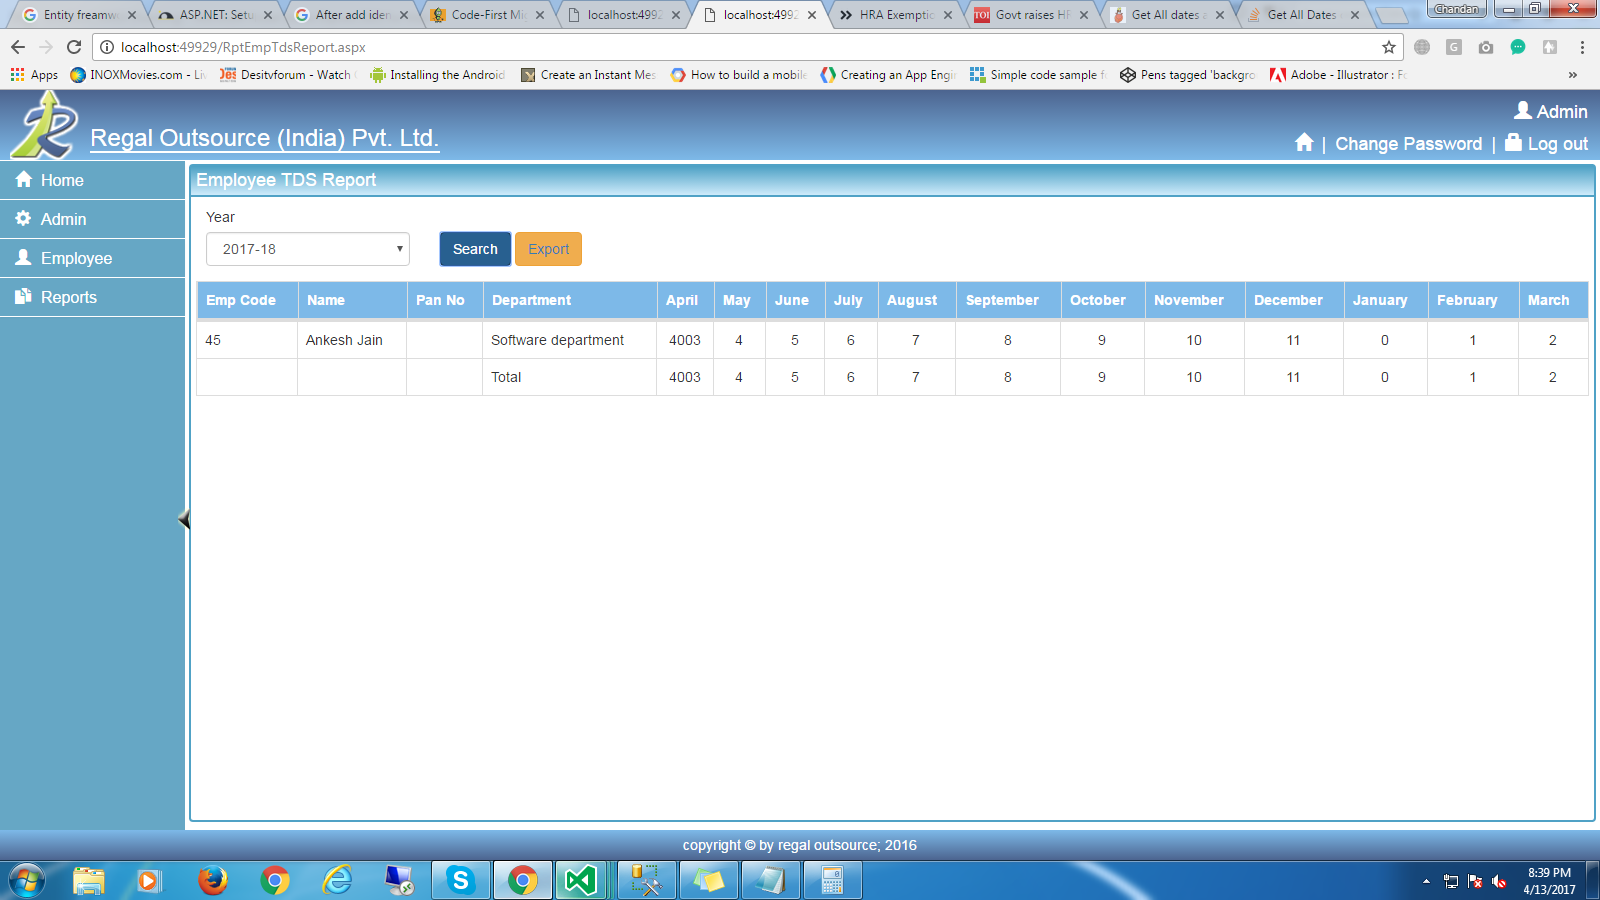 Entity freamw
ASP.NET: Setu
After add iden
Code-First Mi
localhost:4992
localhost:4992
HRA Exemptio
TOI Govt raises HR
Get All dates a
Get All Dates
Chandan
localhost:49929/RptEmpTdsReport.aspx
Apps
INOXMovies.com - Li
Desitvforum - Watch
Installing the Android
Create an Instant Mes
How to build a mobile
Creating an App Engi
Simple code sample f
Pens tagged 'backgro
Adobe - Illustrator : Fo
»
Regal Outsource (India) Pvt. Ltd.
Admin
| Change Password | Log out
Home
Admin
Employee
Reports
Employee TDS Report
Year
2017-18
Search
Export
Emp Code Name Pan No Department April May June July August September October November December January February March
45 Ankesh Jain Software department 4003 4 5 6 7 8 9 10 11 0 1 2
Total 4003 4 5 6 7 8 9 10 11 0 1 2
copyright © by regal outsource; 2016
8:39 PM
4/13/2017